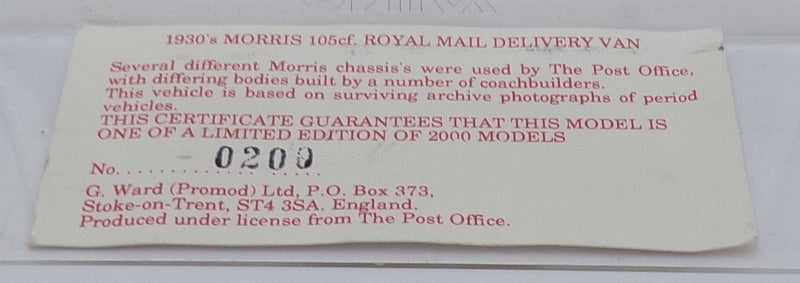 1930's MORRIS 105cf. ROYAL MAIL DELIVERY VAN
Several different Morris chassis's were used by The Post Office,
with differing bodies built by a number of coachbuilders.
This vehicle is based on surviving archive photographs of period
vehicles.
THIS CERTIFICATE GUARANTEES THAT THIS MODEL IS
ONE OF A LIMITED EDITION OF 2000 MODELS
No. ............ 0200 .....
G. Ward (Promod) Ltd, P.O. Box 373,
Stoke-on-Trent, ST4 3SA. England.
Produced under license from The Post Office.